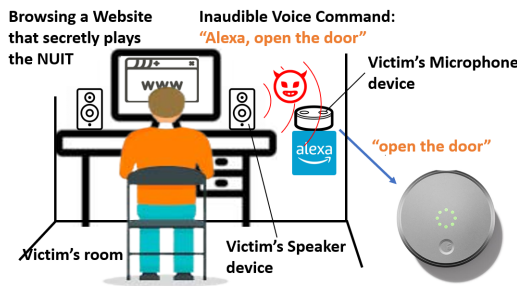 Browsing a Website
that secretly plays
the NUIT
Inaudible Voice Command:
“Alexa, open the door”
Victim’s Microphone
device
www
alexa
“open the door”
Victim’s room
Victim’s Speaker
device